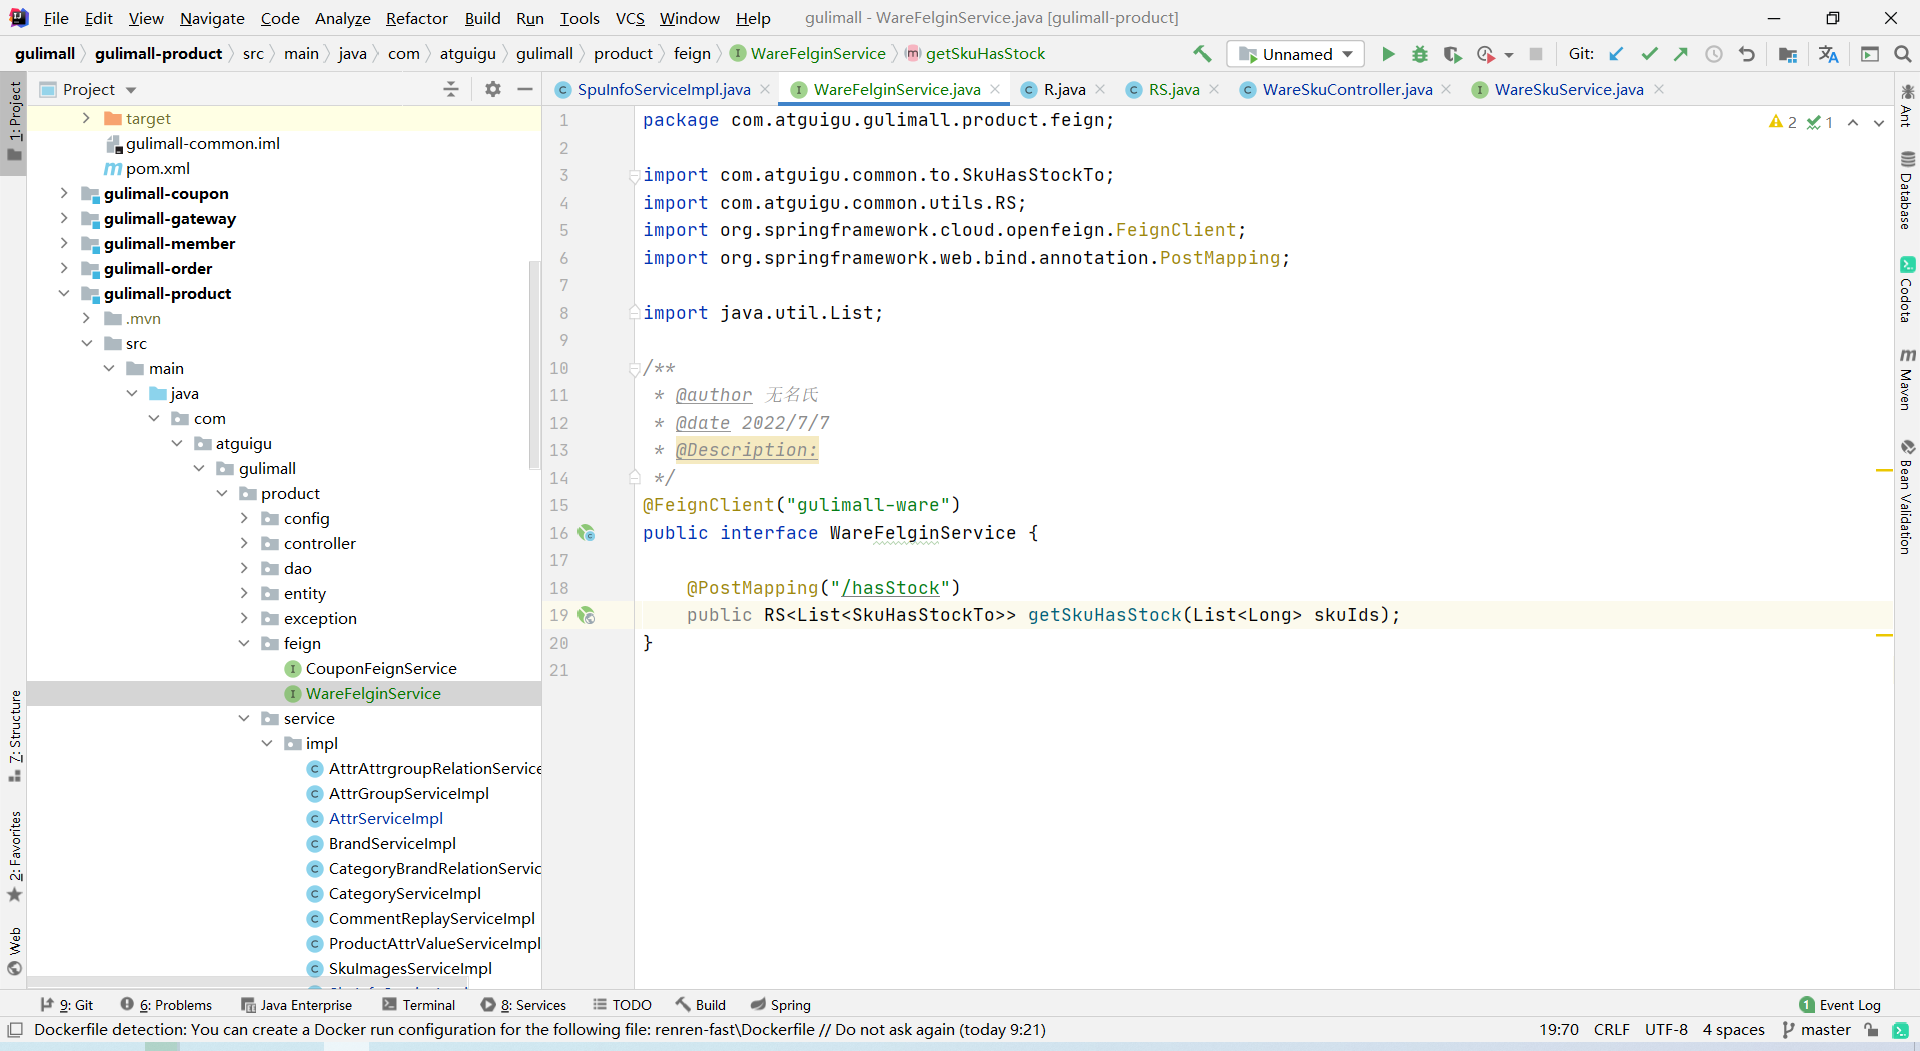 File Edit View Navigate Code Analyze Refactor Build Run Tools VCS Window Help gulimall - WareFelginService.java [gulimall-product]
gulimall gulimall-product src main java com atguigu gulimall product feign WareFelginService getSkuHasStock Unnamed Git:
Project
SpuInfoServiceImpl.java WareFelginService.java R.java RS.java WareSkuController.java WareSkuService.java
1: Project
7: Structure
2: Favorites
Web
target
gulimall-common.iml
pom.xml
gulimall-coupon
gulimall-gateway
gulimall-member
gulimall-order
gulimall-product
.mvn
src
main
java
com
atguigu
gulimall
product
config
controller
dao
entity
exception
feign
CouponFeignService
WareFelginService
service
impl
AttrAttrgroupRelationService
AttrGroupServiceImpl
AttrServiceImpl
BrandServiceImpl
CategoryBrandRelationServic
CategoryServiceImpl
CommentReplayServiceImpl
ProductAttrValueServiceImpl
SkuImagesServiceImpl
1 package com.atguigu.gulimall.product.feign;
2
3 import com.atguigu.common.to.SkuHasStockTo;
4 import com.atguigu.common.utils.RS;
5 import org.springframework.cloud.openfeign.FeignClient;
6 import org.springframework.web.bind.annotation.PostMapping;
7
8 import java.util.List;
9
10 /**
11 * @author 无名氏
12 * @date 2022/7/7
13 * @Description:
14 */
15 @FeignClient("gulimall-ware")
16 public interface WareFelginService {
17
18 @PostMapping("/hasStock")
19 public RS<List<SkuHasStockTo>> getSkuHasStock(List<Long> skuIds);
20 }
21
2 1
Ant
Database
Codota
Maven
Bean Validation
9: Git 6: Problems Java Enterprise Terminal 8: Services TODO Build Spring 1 Event Log
Dockerfile detection: You can create a Docker run configuration for the following file: renren-fast\Dockerfile // Do not ask again (today 9:21) 19:70 CRLF UTF-8 4 spaces master